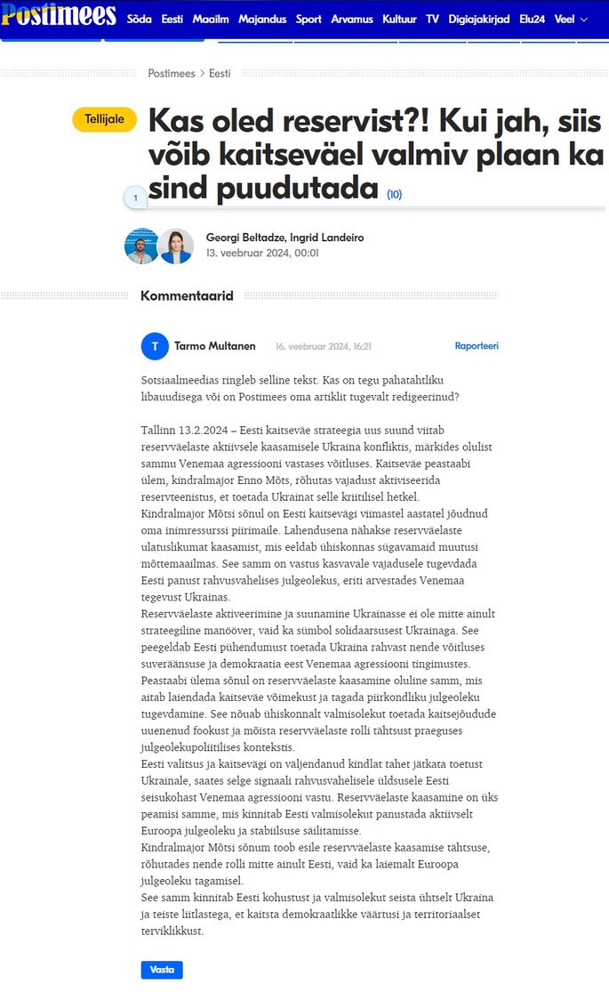 Postimees
Sõda Eesti Maailm Majandus Sport Arvamus Kultuur TV Digiajakirjad Elu24 Veel
Postimees > Eesti
Tellijale
Kas oled reservist?! Kui jah, siis
võib kaitseväel valmiv plaan ka
sind puudutada (10)
1
Georgi Beltadze, Ingrid Landeiro
13. veebruar 2024, 00:01
Kommentaarid
T
Tarmo Multanen 16. veebruar 2024, 16:21 Raporteeri
Sotsiaalmeedias ringleb selline tekst. Kas on tegu pahatahtliku
libauudisega või on Postimees oma artiklit tugevalt redigeerinud?
Tallinn 13.2.2024 – Eesti kaitseväe strateegia uus suund viitab
reservväelaste aktiivsele kaasamisele Ukraina konfliktis, märkides olulist
sammu Venemaa agressiooni vastases võitluses. Kaitseväe peastaabi
ülem, kindralmajor Enno Mõts, rõhutas vajadust aktiviseerida
reservteenistus, et toetada Ukrainat selle kriitilisel hetkel.
Kindralmajor Mõtsi sõnul on Eesti kaitsevägi viimastel aastatel jõudnud
oma inimressurssi piirimaile. Lahendusena nähakse reservväelaste
ulatuslikumat kaasamist, mis eeldab ühiskonnas sügavamaid muutusi
mõttemaailmas. See samm on vastus kasvavale vajadusele tugevdada
Eesti panust rahvusvahelises julgeolekus, eriti arvestades Venemaa
tegevust Ukrainas.
Reservväelaste aktiveerimine ja suunamine Ukrainasse ei ole mitte ainult
strateegiline manööver, vaid ka sümbol solidaarsusest Ukrainaga. See
peegeldab Eesti pühendumust toetada Ukraina rahvast nende võitluses
suveräänsuse ja demokraatia eest Venemaa agressiooni tingimustes.
Peastaabi ülema sõnul on reservväelaste kaasamine oluline samm, mis
aitab laiendada kaitseväe võimekust ja tagada piirkondliku julgeoleku
tugevdamine. See nõuab ühiskonnalt valmisolekut toetada kaitsejõudude
uuenenud fookust ja mõista reservväelaste rolli tähtsust praeguses
julgeolekupoliitilises kontekstis.
Eesti valitsus ja kaitsevägi on väljendanud kindlat tahet jätkata toetust
Ukrainale, saates selge signaali rahvusvahelisele üldsusele Eesti
seisukohast Venemaa agressiooni vastu. Reservväelaste kaasamine on üks
peamisi samme, mis kinnitab Eesti valmisolekut panustada aktiivselt
Euroopa julgeoleku ja stabiilsuse säilitamisse.
Kindralmajor Mõtsi sõnum toob esile reservväelaste kaasamise tähtsuse,
rõhutades nende rolli mitte ainult Eesti, vaid ka laiemalt Euroopa
julgeoleku tagamisel.
See samm kinnitab Eesti kohustust ja valmisolekut seista ühtselt Ukraina
ja teiste liitlastega, et kaitsta demokraatlikke väärtusi ja territoriaalset
terviklikkust.
Vasta